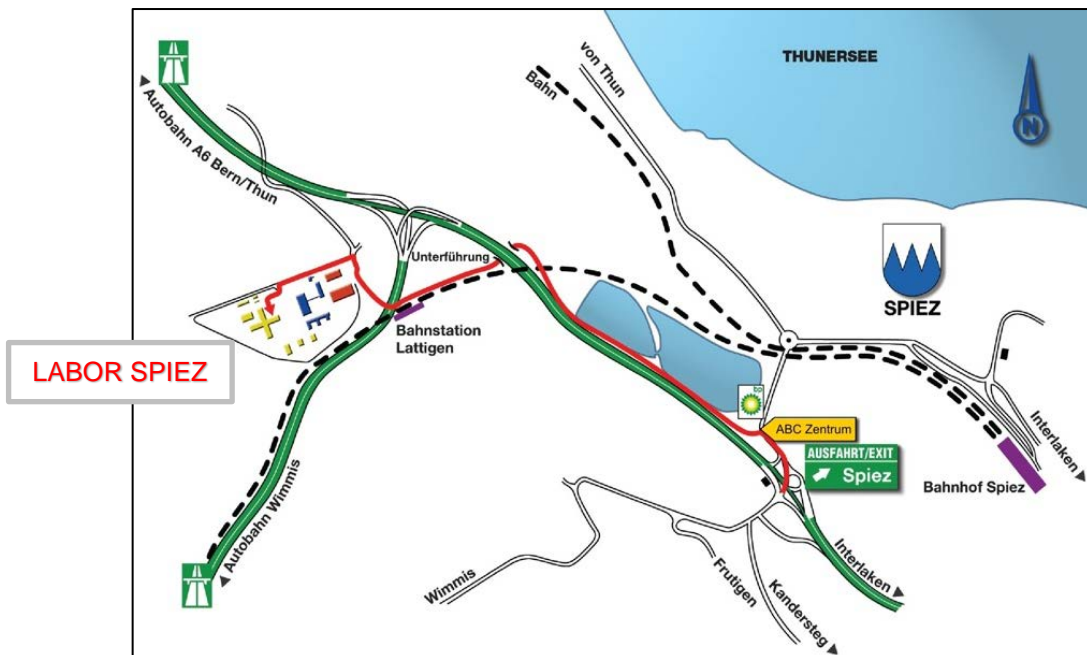 THUNERSEE
von Thun
Bahn
N
Autobahn A6 Bern/Thun
SPIEZ
Unterführung
Bahnstation
Lattigen
LABOR SPIEZ
bp
ABC Zentrum
AUSFAHRT/EXIT
Spiez
Bahnhof Spiez
Interlaken
Autobahn Wimmis
Wimmis
Frutigen
Kandersteg
Interlaken